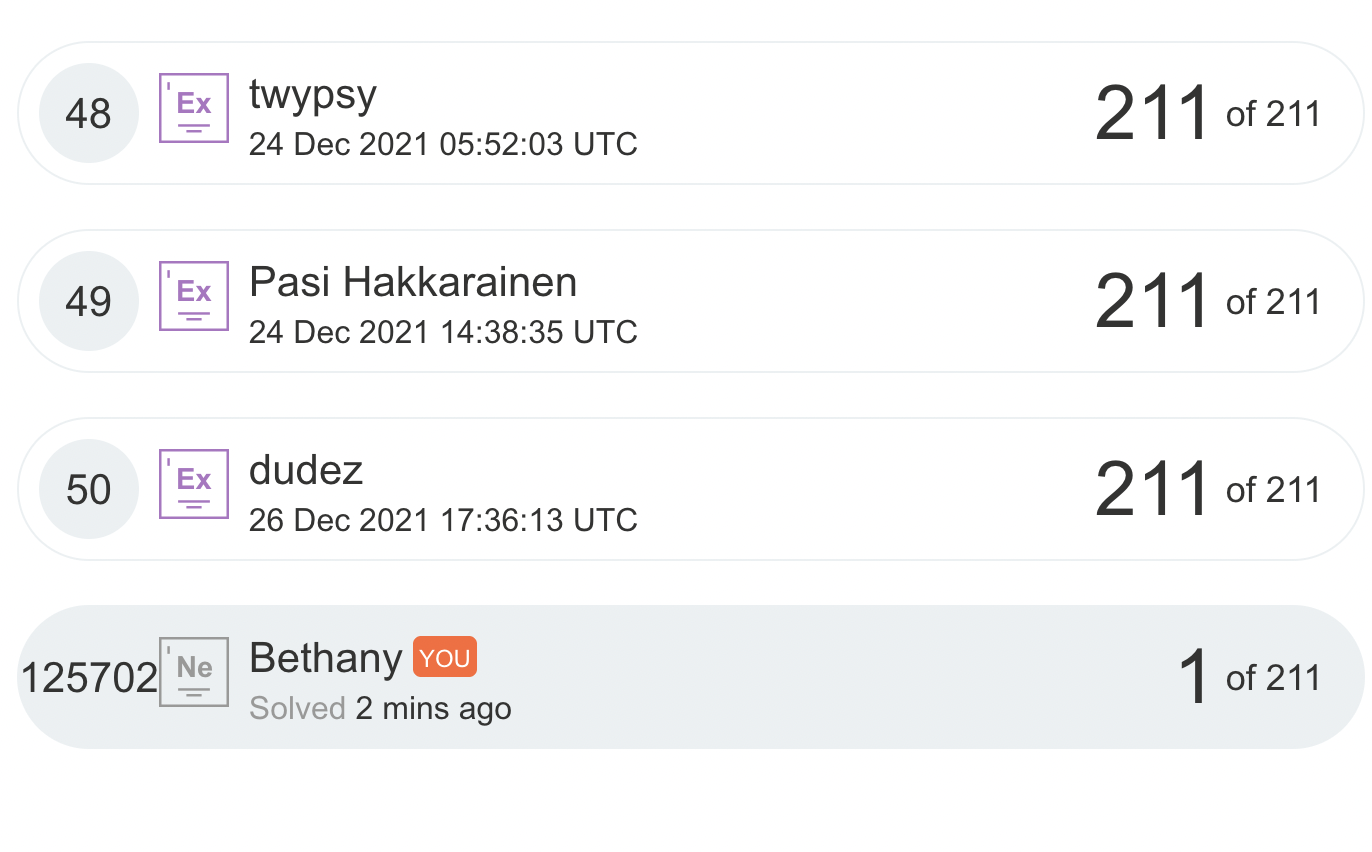 48
Ex
twypsy
24 Dec 2021 05:52:03 UTC
211 of 211
49
Ex
Pasi Hakkarainen
24 Dec 2021 14:38:35 UTC
211 of 211
50
Ex
dudez
26 Dec 2021 17:36:13 UTC
211 of 211
125702
Ne
Bethany YOU
Solved 2 mins ago
1 of 211